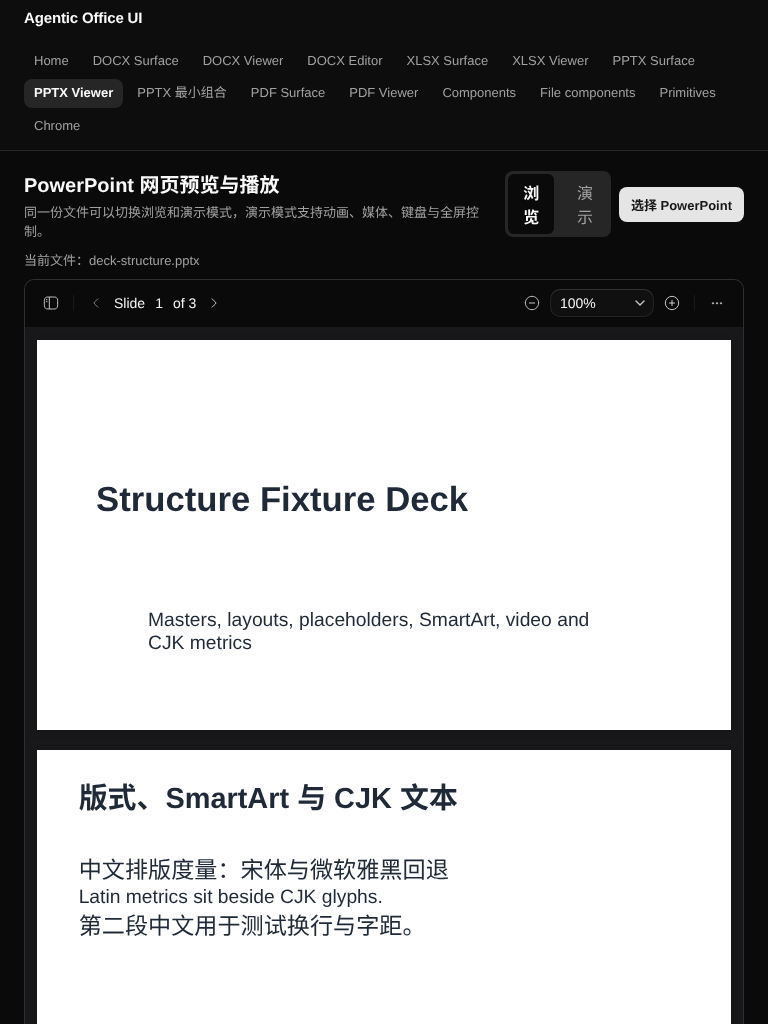 Agentic Office UI
Home DOCX Surface DOCX Viewer DOCX Editor XLSX Surface XLSX Viewer PPTX Surface
PPTX Viewer PPTX 最小组合 PDF Surface PDF Viewer Components File components Primitives
Chrome
PowerPoint 网页预览与播放
同一份文件可以切换浏览和演示模式，演示模式支持动画、媒体、键盘与全屏控
制。
浏
览
演
示
选择 PowerPoint
当前文件：deck-structure.pptx
Slide 1 of 3
100%
Structure Fixture Deck
Masters, layouts, placeholders, SmartArt, video and
CJK metrics
版式、SmartArt 与 CJK 文本
中文排版度量：宋体与微软雅黑回退
Latin metrics sit beside CJK glyphs.
第二段中文用于测试换行与字距。